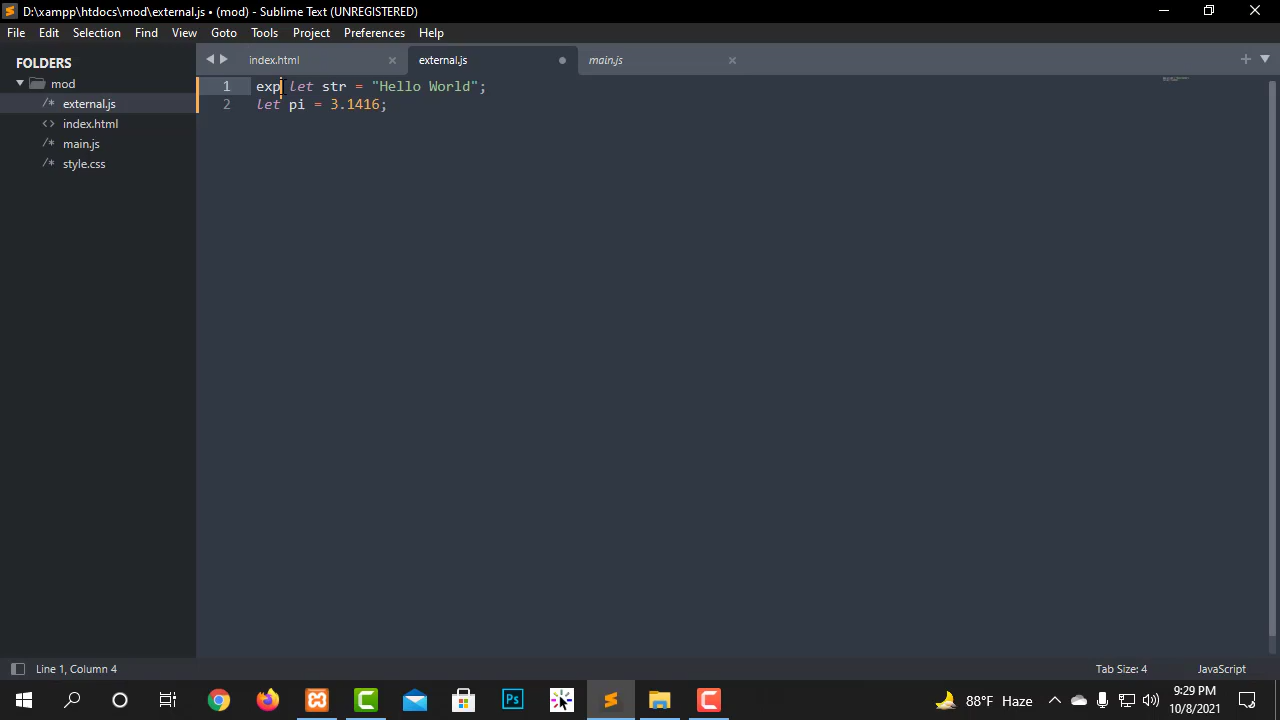 D:\xampp\htdocs\mod\external.js • (mod) - Sublime Text (UNREGISTERED)
File Edit Selection Find View Goto Tools Project Preferences Help
FOLDERS
mod
external.js
index.html
main.js
style.css
index.html
external.js
main.js
1 exp let str = "Hello World";
2 let pi = 3.1416;
Line 1, Column 4
Tab Size: 4
JavaScript
Ps
88°F Haze
9:29 PM
10/8/2021